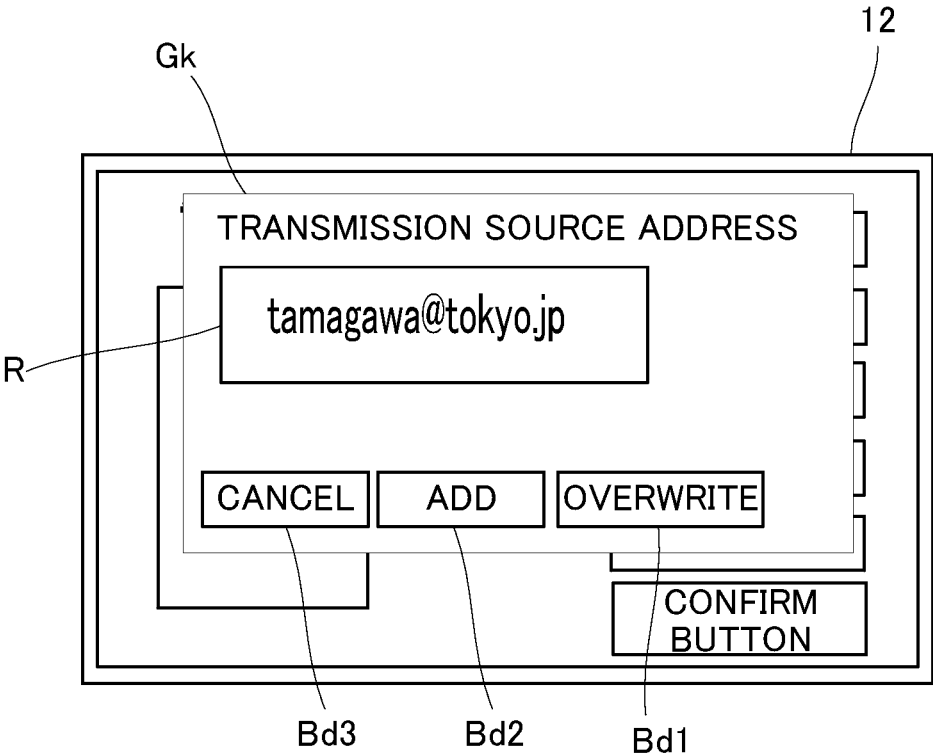 12
Gk
TRANSMISSION SOURCE ADDRESS
tamagawa@tokyo.jp
R
CANCEL
ADD
OVERWRITE
CONFIRM
BUTTON
Bd3
Bd2
Bd1